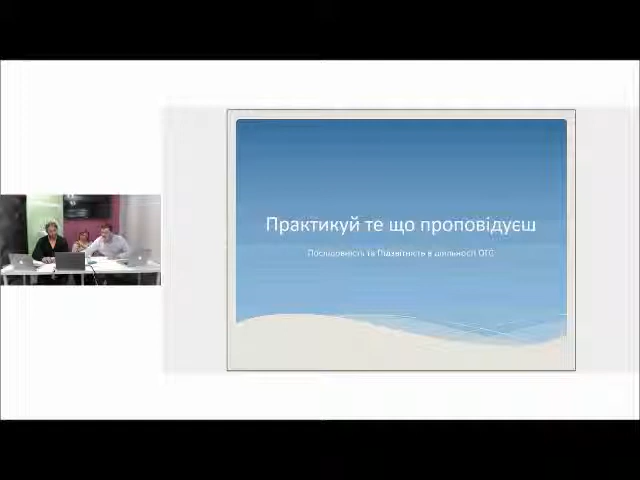 Практикуй те що проповідуєш
Послідовність та Підзвітність в діяльності ОГС